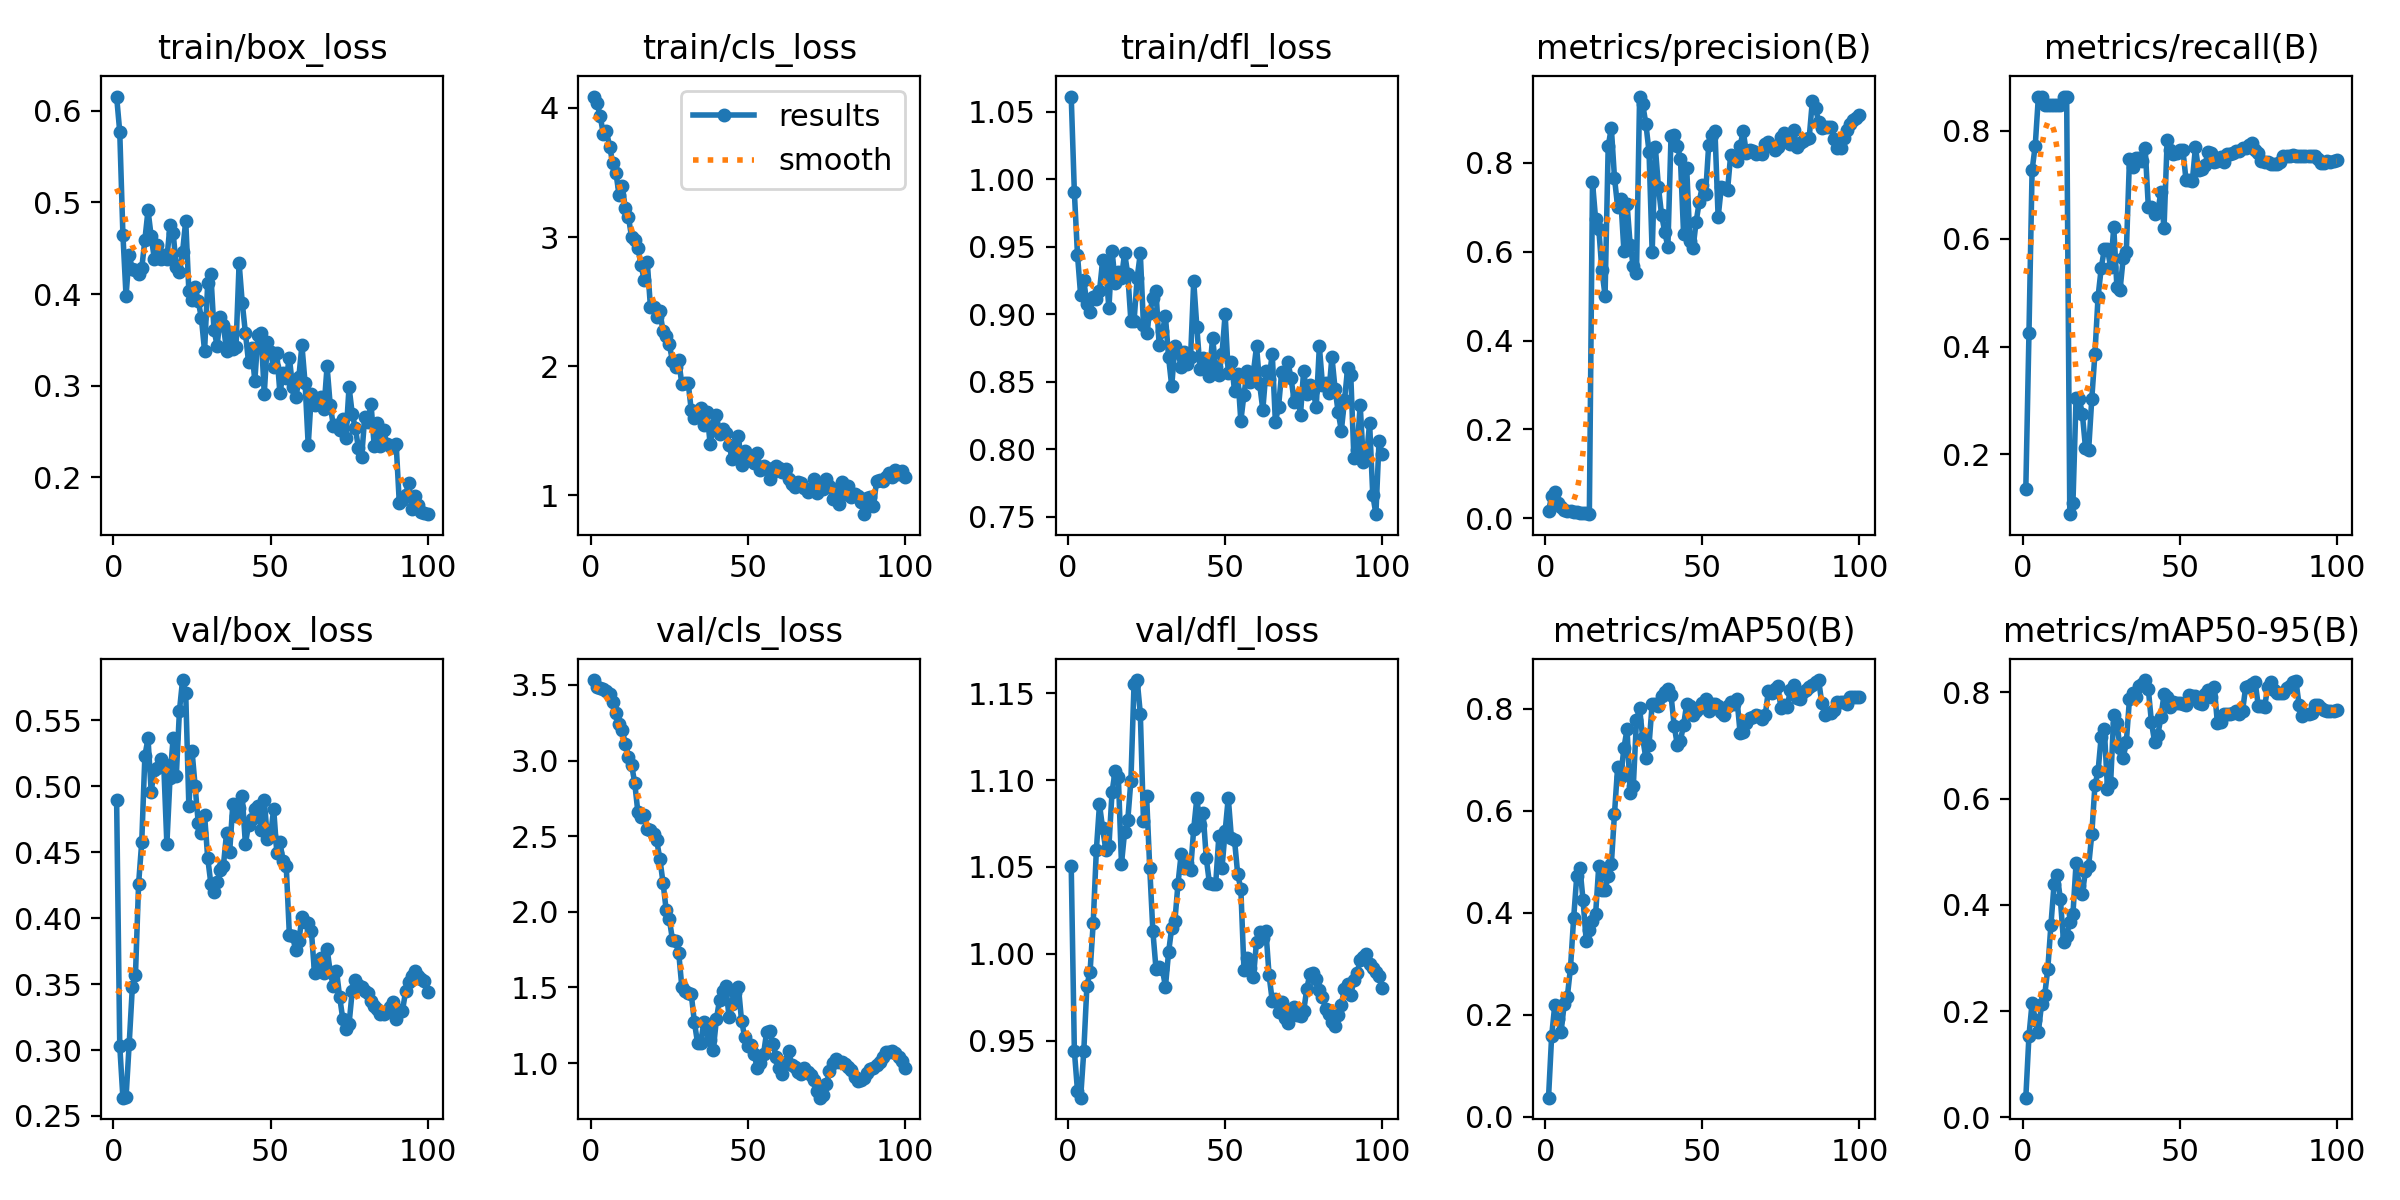 train/box_loss
0.6
0.5
0.4
0.3
0.2
0 50 100
train/cls_loss
results
smooth
4
3
2
1
0 50 100
train/dfl_loss
1.05
1.00
0.95
0.90
0.85
0.80
0.75
0 50 100
metrics/precision(B)
0.8
0.6
0.4
0.2
0.0
0 50 100
metrics/recall(B)
0.8
0.6
0.4
0.2
0 50 100
val/box_loss
0.55
0.50
0.45
0.40
0.35
0.30
0.25
0 50 100
val/cls_loss
3.5
3.0
2.5
2.0
1.5
1.0
0 50 100
val/dfl_loss
1.15
1.10
1.05
1.00
0.95
0 50 100
metrics/mAP50(B)
0.8
0.6
0.4
0.2
0.0
0 50 100
metrics/mAP50-95(B)
0.8
0.6
0.4
0.2
0.0
0 50 100